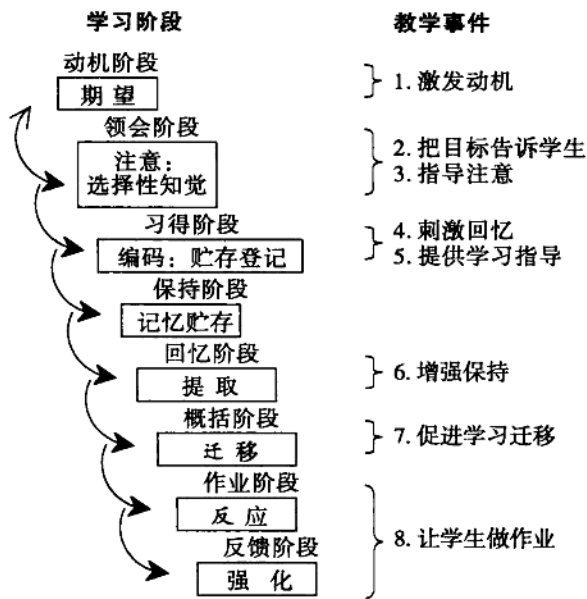 学习阶段 教学事件
动机阶段
期望 1. 激发动机
领会阶段
注意： 2. 把目标告诉学生
选择性知觉 3. 指导注意
习得阶段 4. 刺激回忆
编码：贮存登记 5. 提供学习指导
保持阶段
记忆贮存
回忆阶段
提取 6. 增强保持
概括阶段
迁移 7. 促进学习迁移
作业阶段
反应 8. 让学生做作业
反馈阶段
强化